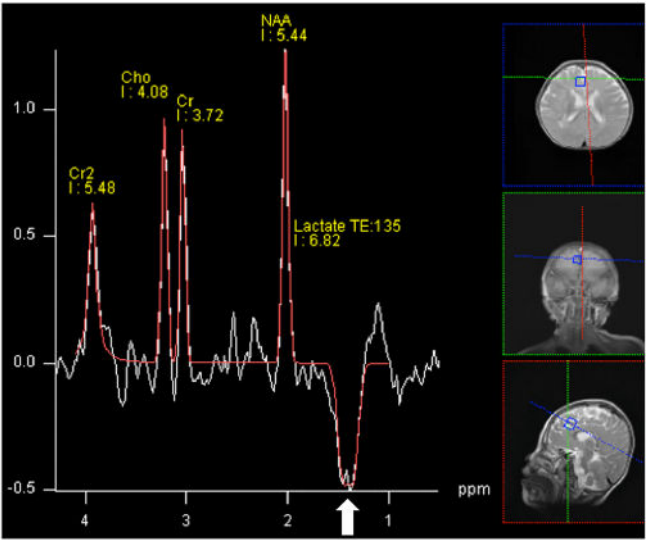 NAA
I : 5.44
Cho
I : 4.08
Cr
I : 3.72
Cr2
I : 5.48
Lactate TE:135
I : 6.82
1.0
0.5
0.0
-0.5
4
3
2
1
ppm